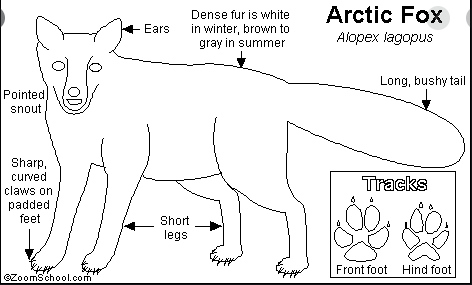 Arctic Fox
Alopex lagopus
Dense fur is white
in winter, brown to
gray in summer
Ears
Long, bushy tail
Pointed
snout
Sharp,
curved
claws on
padded
feet
Short
legs
Tracks
Front foot
Hind foot
©ZoomSchool.com